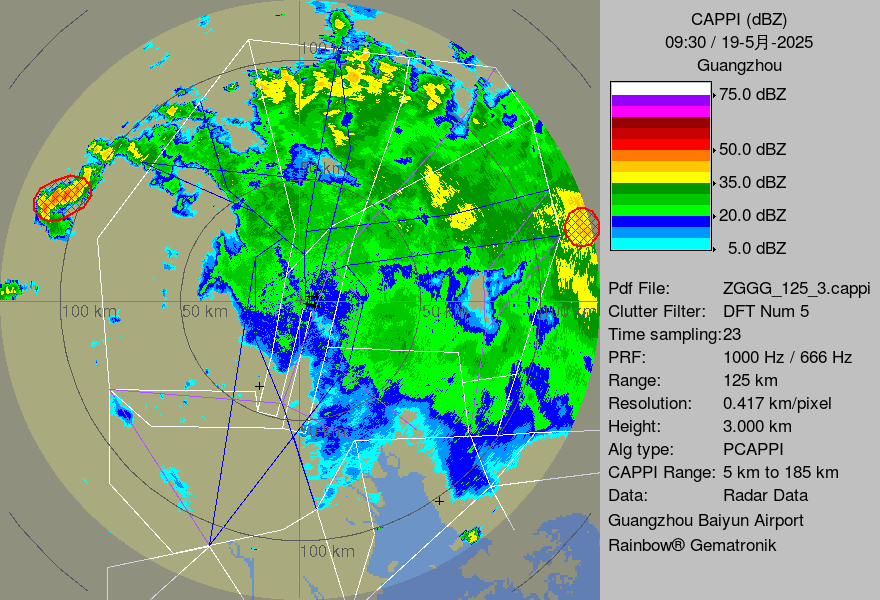 CAPPI (dBZ)
09:30 / 19-5月-2025
Guangzhou
75.0 dBZ
50.0 dBZ
35.0 dBZ
20.0 dBZ
5.0 dBZ
Pdf File: ZGGG_125_3.cappi
Clutter Filter: DFT Num 5
Time sampling:23
PRF: 1000 Hz / 666 Hz
Range: 125 km
Resolution: 0.417 km/pixel
Height: 3.000 km
Alg type: PCAPPI
CAPPI Range: 5 km to 185 km
Data: Radar Data
Guangzhou Baiyun Airport
Rainbow® Gematronik
100 km
50 km
100 km
50 km
50 km
100 km
50 km
100 km